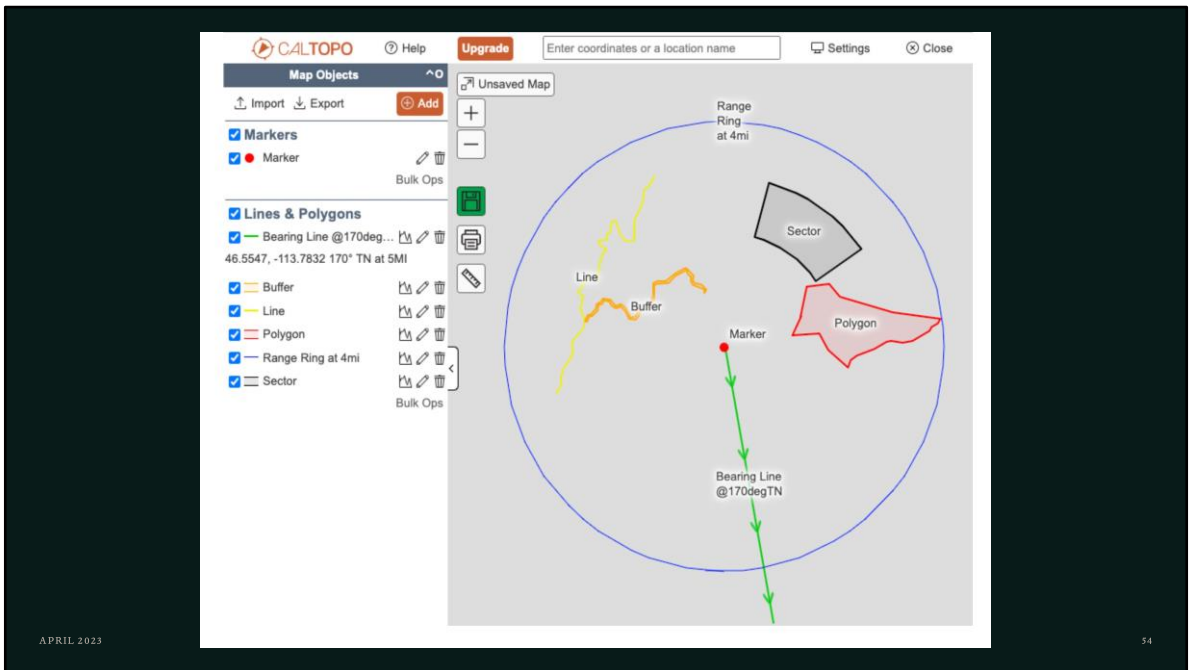 CALTOPO
Help
Upgrade
Enter coordinates or a location name
Settings
Close
Map Objects
^O
Import
Export
Add
Markers
Marker
Bulk Ops
Lines & Polygons
Bearing Line @170deg...
46.5547, -113.7832 170° TN at 5MI
Buffer
Line
Polygon
Range Ring at 4mi
Sector
Bulk Ops
Unsaved Map
Range
Ring
at 4mi
Sector
Line
Buffer
Polygon
Marker
Bearing Line
@170degTN
APRIL 2023
54